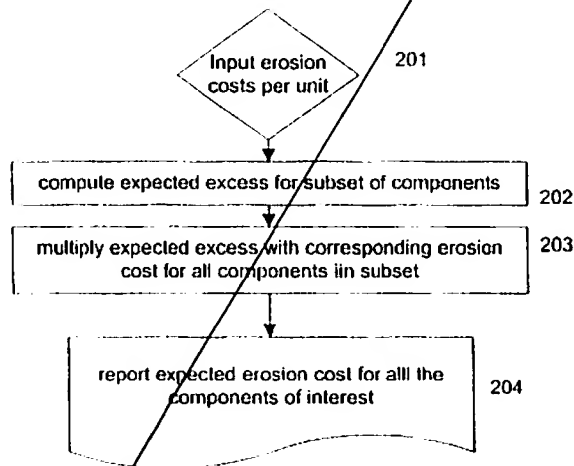 Input erosion
costs per unit
201
compute expected excess for subset of components
202
multiply expected excess with corresponding erosion
cost for all components iin subset
203
report expected erosion cost for alll the
components of interest
204